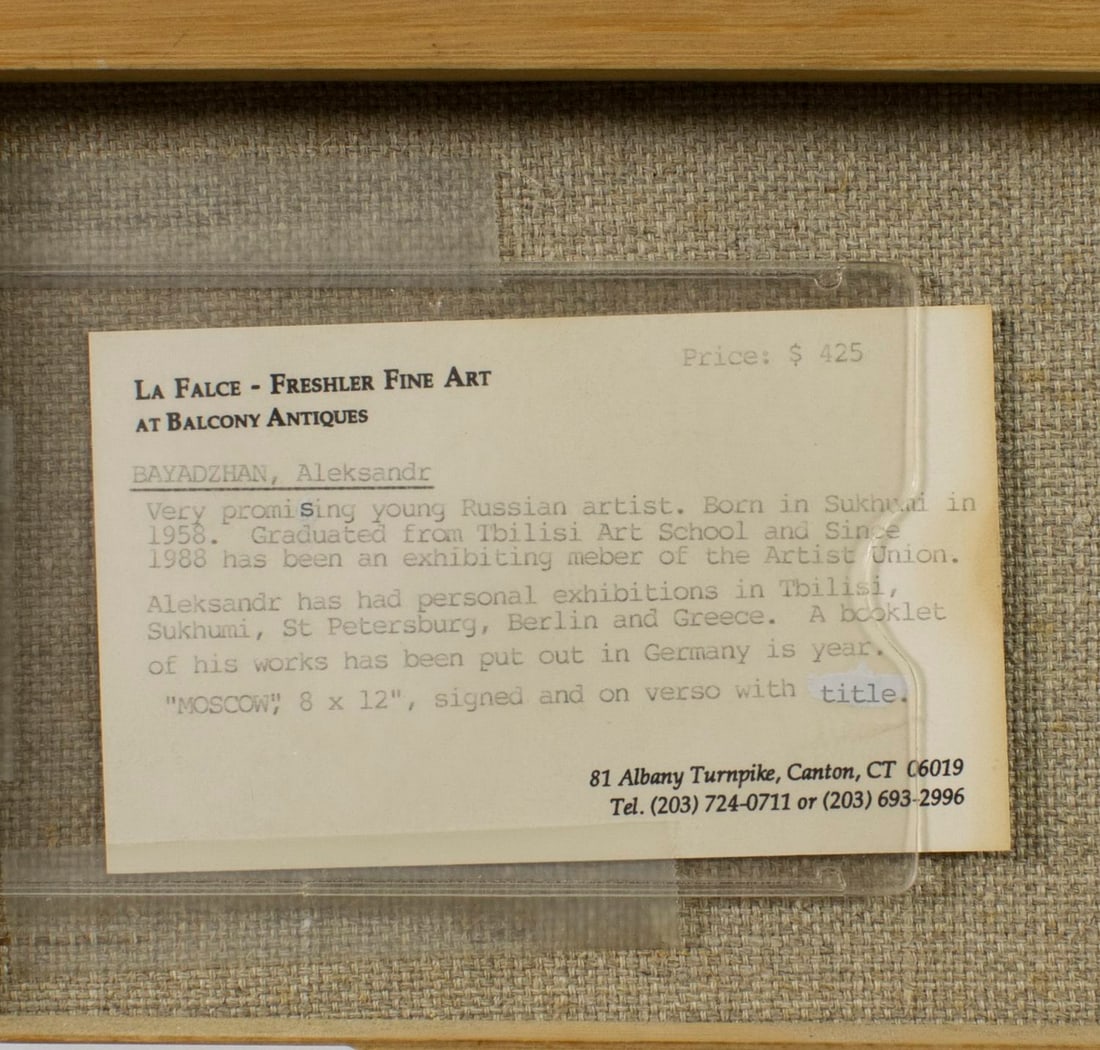 Price: $ 425
LA FALCE - FRESHLER FINE ART
AT BALCONY ANTIQUES
BAYADZHAN, Aleksandr
Very promiSing young Russian artist. Born in Sukhumi in
1958. Graduated from Tbilisi Art School and Since
1988 has been an exhibiting meber of the Artist Union.
Aleksandr has had personal exhibitions in Tbilisi,
Sukhumi, St Petersburg, Berlin and Greece. A booklet
of his works has been put out in Germany is year.
"MOSCOW", 8 x 12", signed and on verso with title.
81 Albany Turnpike, Canton, CT 06019
Tel. (203) 724-0711 or (203) 693-2996